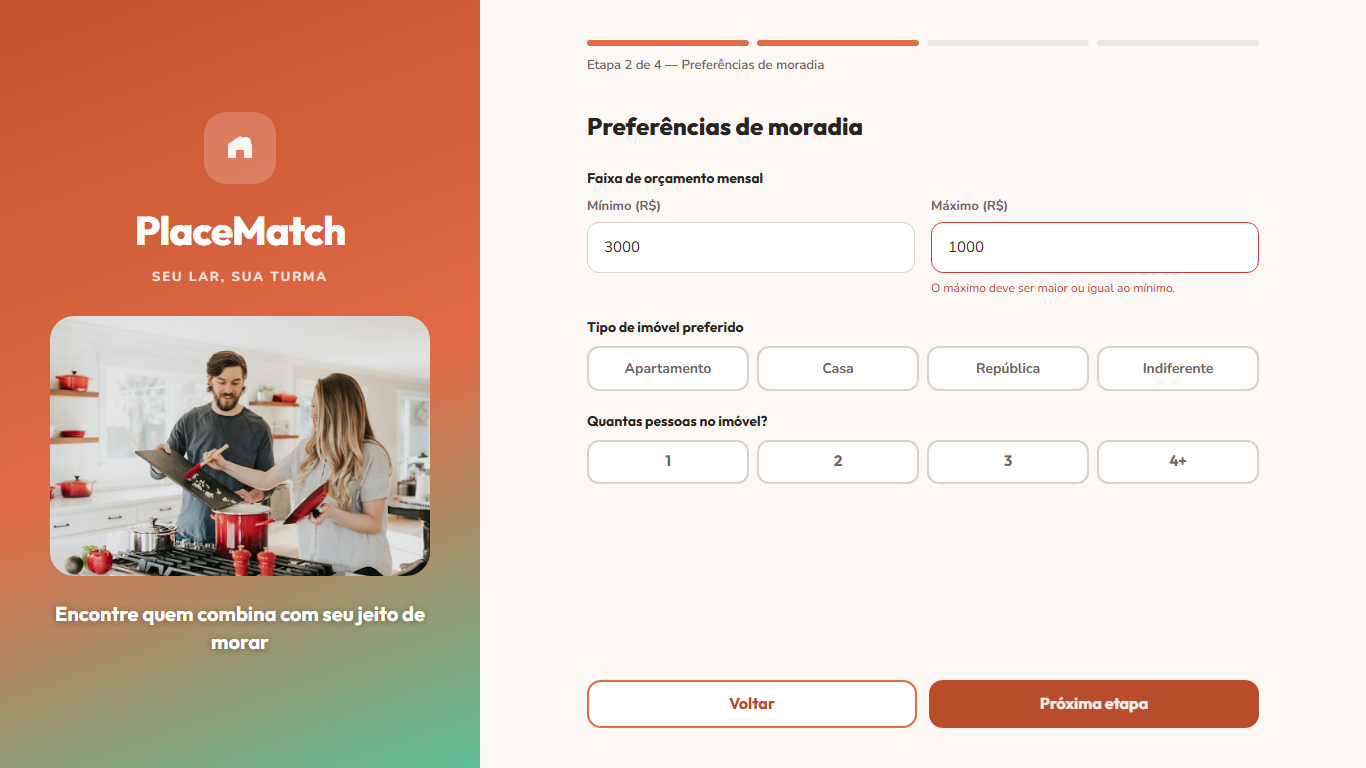 PlaceMatch
SEU LAR, SUA TURMA
Encontre quem combina com seu jeito de
morar
Etapa 2 de 4 — Preferências de moradia
Preferências de moradia
Faixa de orçamento mensal
Mínimo (R$)
Máximo (R$)
3000
1000
O máximo deve ser maior ou igual ao mínimo.
Tipo de imóvel preferido
Apartamento
Casa
República
Indiferente
Quantas pessoas no imóvel?
1
2
3
4+
Voltar
Próxima etapa